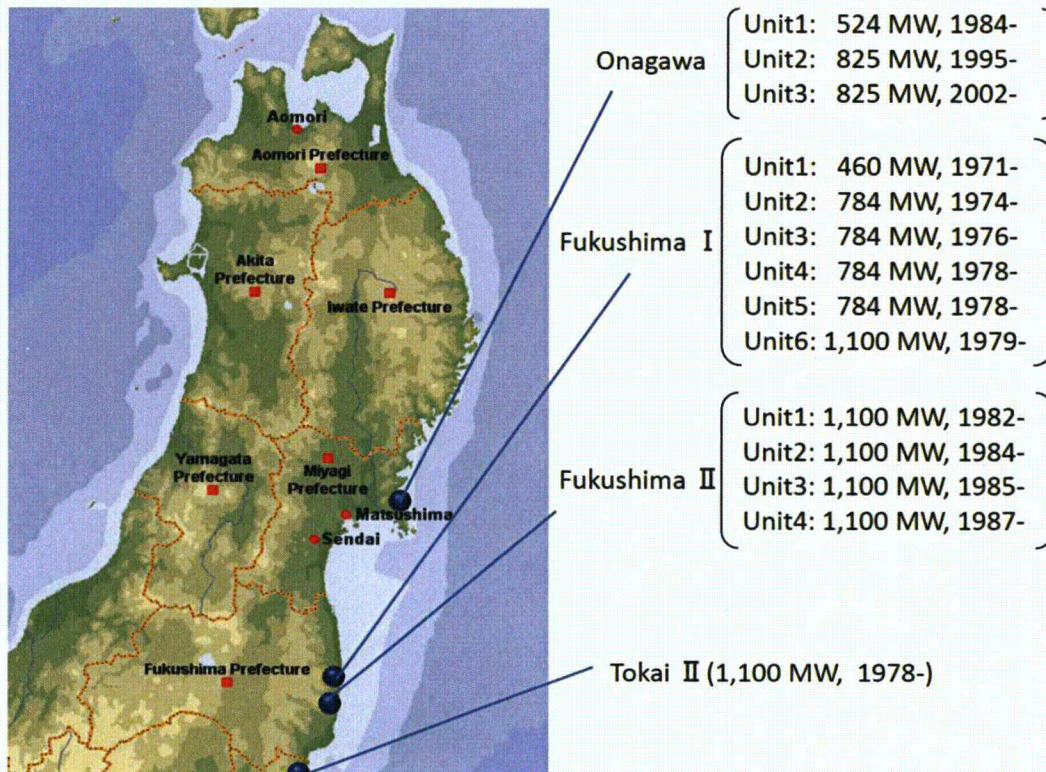 Aomori
Aomori Prefecture
Akita
Prefecture
Iwate Prefecture
Yamagata
Prefecture
Miyagi
Prefecture
Matsushima
Sendai
Fukushima Prefecture
Onagawa
Unit1: 524 MW, 1984-
Unit2: 825 MW, 1995-
Unit3: 825 MW, 2002-
Fukushima Ⅰ
Unit1: 460 MW, 1971-
Unit2: 784 MW, 1974-
Unit3: 784 MW, 1976-
Unit4: 784 MW, 1978-
Unit5: 784 MW, 1978-
Unit6: 1,100 MW, 1979-
Fukushima Ⅱ
Unit1: 1,100 MW, 1982-
Unit2: 1,100 MW, 1984-
Unit3: 1,100 MW, 1985-
Unit4: 1,100 MW, 1987-
Tokai Ⅱ (1,100 MW, 1978-)